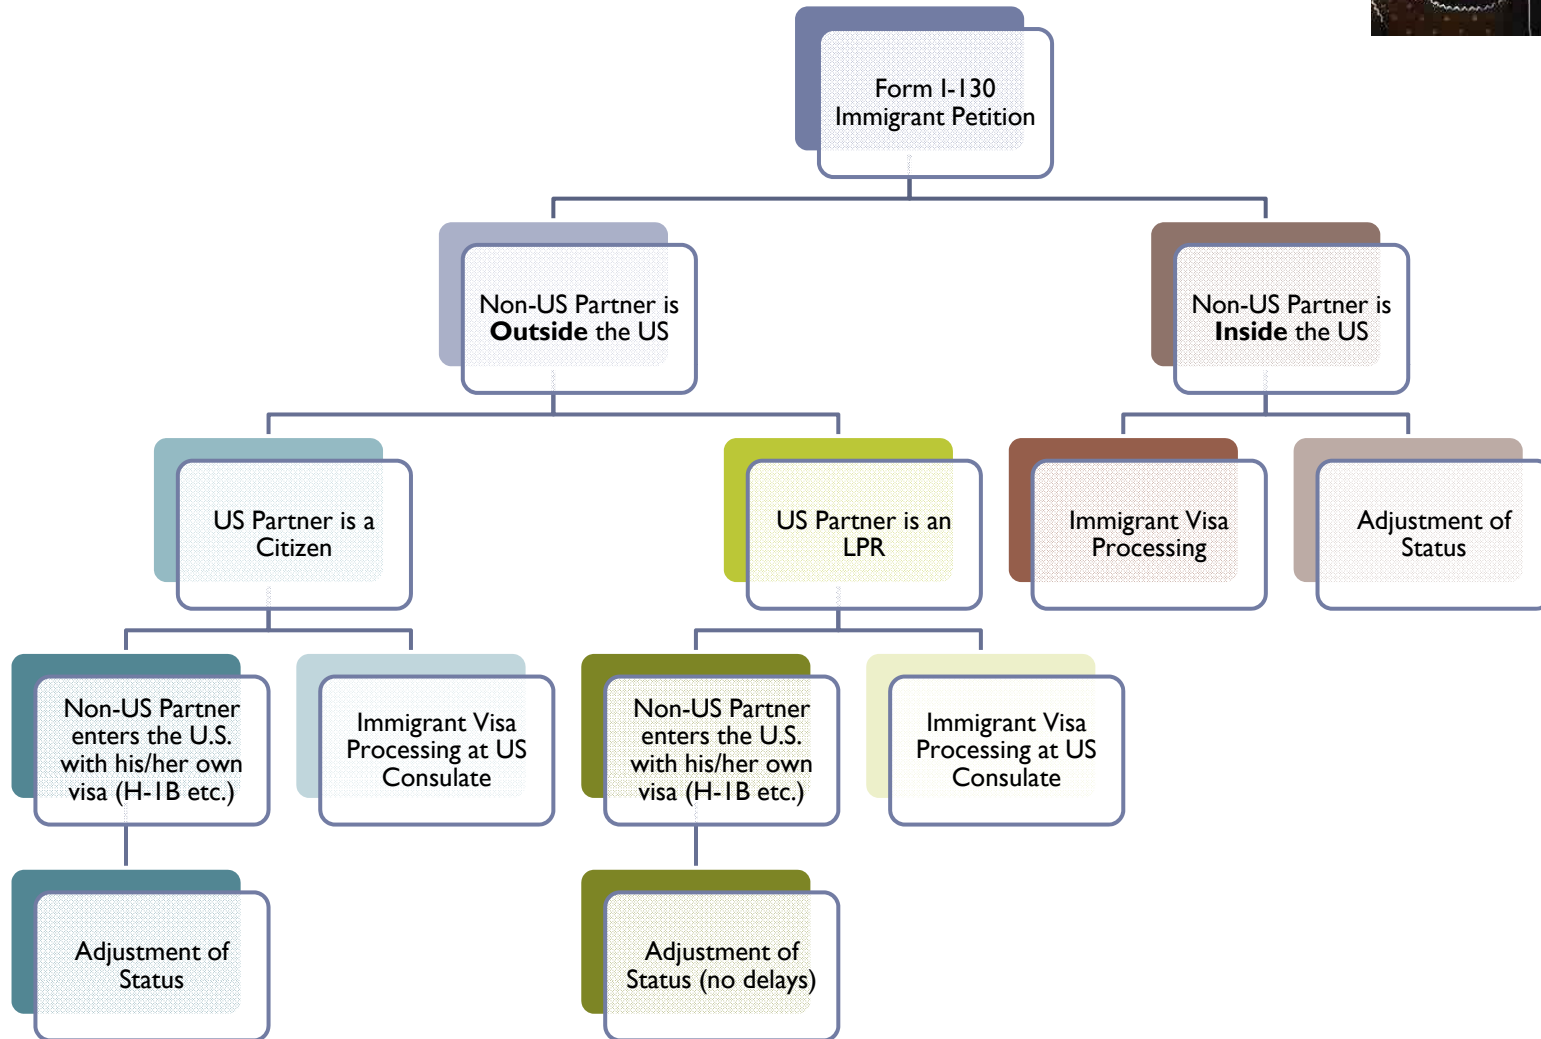 Form I-130
Immigrant Petition
Non-US Partner is
Outside the US
Non-US Partner is
Inside the US
US Partner is a
Citizen
US Partner is an
LPR
Immigrant Visa
Processing
Adjustment of
Status
Non-US Partner
enters the U.S.
with his/her own
visa (H-1B etc.)
Immigrant Visa
Processing at US
Consulate
Non-US Partner
enters the U.S.
with his/her own
visa (H-1B etc.)
Immigrant Visa
Processing at US
Consulate
Adjustment of
Status
Adjustment of
Status (no delays)